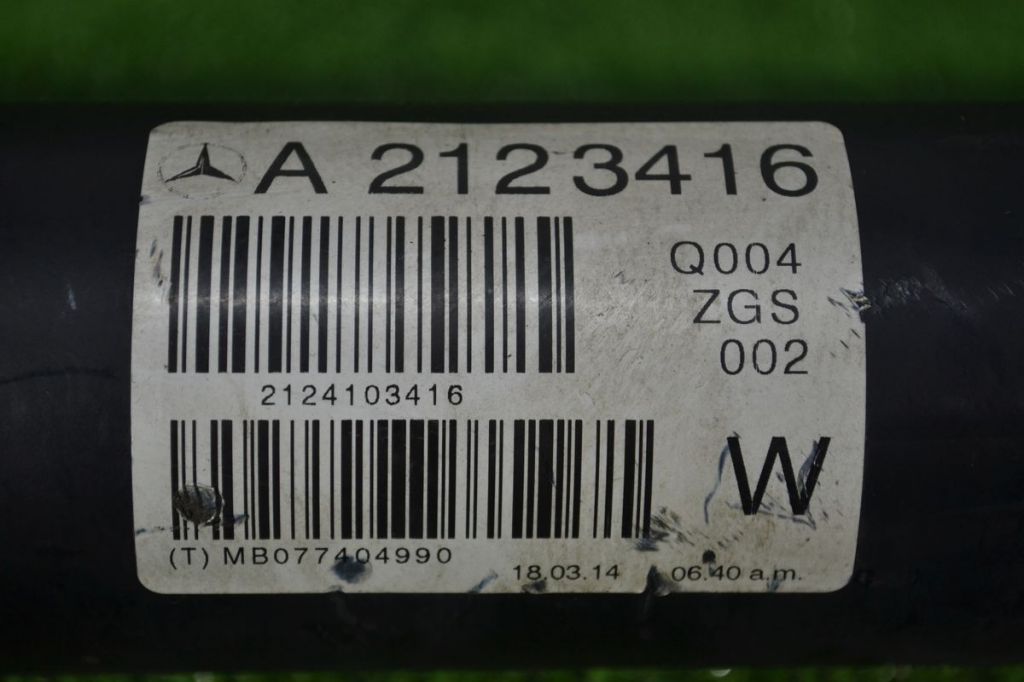 A 2123416
Q004
ZGS
002
2124103416
W
(T) MB077404990
18.03.14 06.40 a.m.